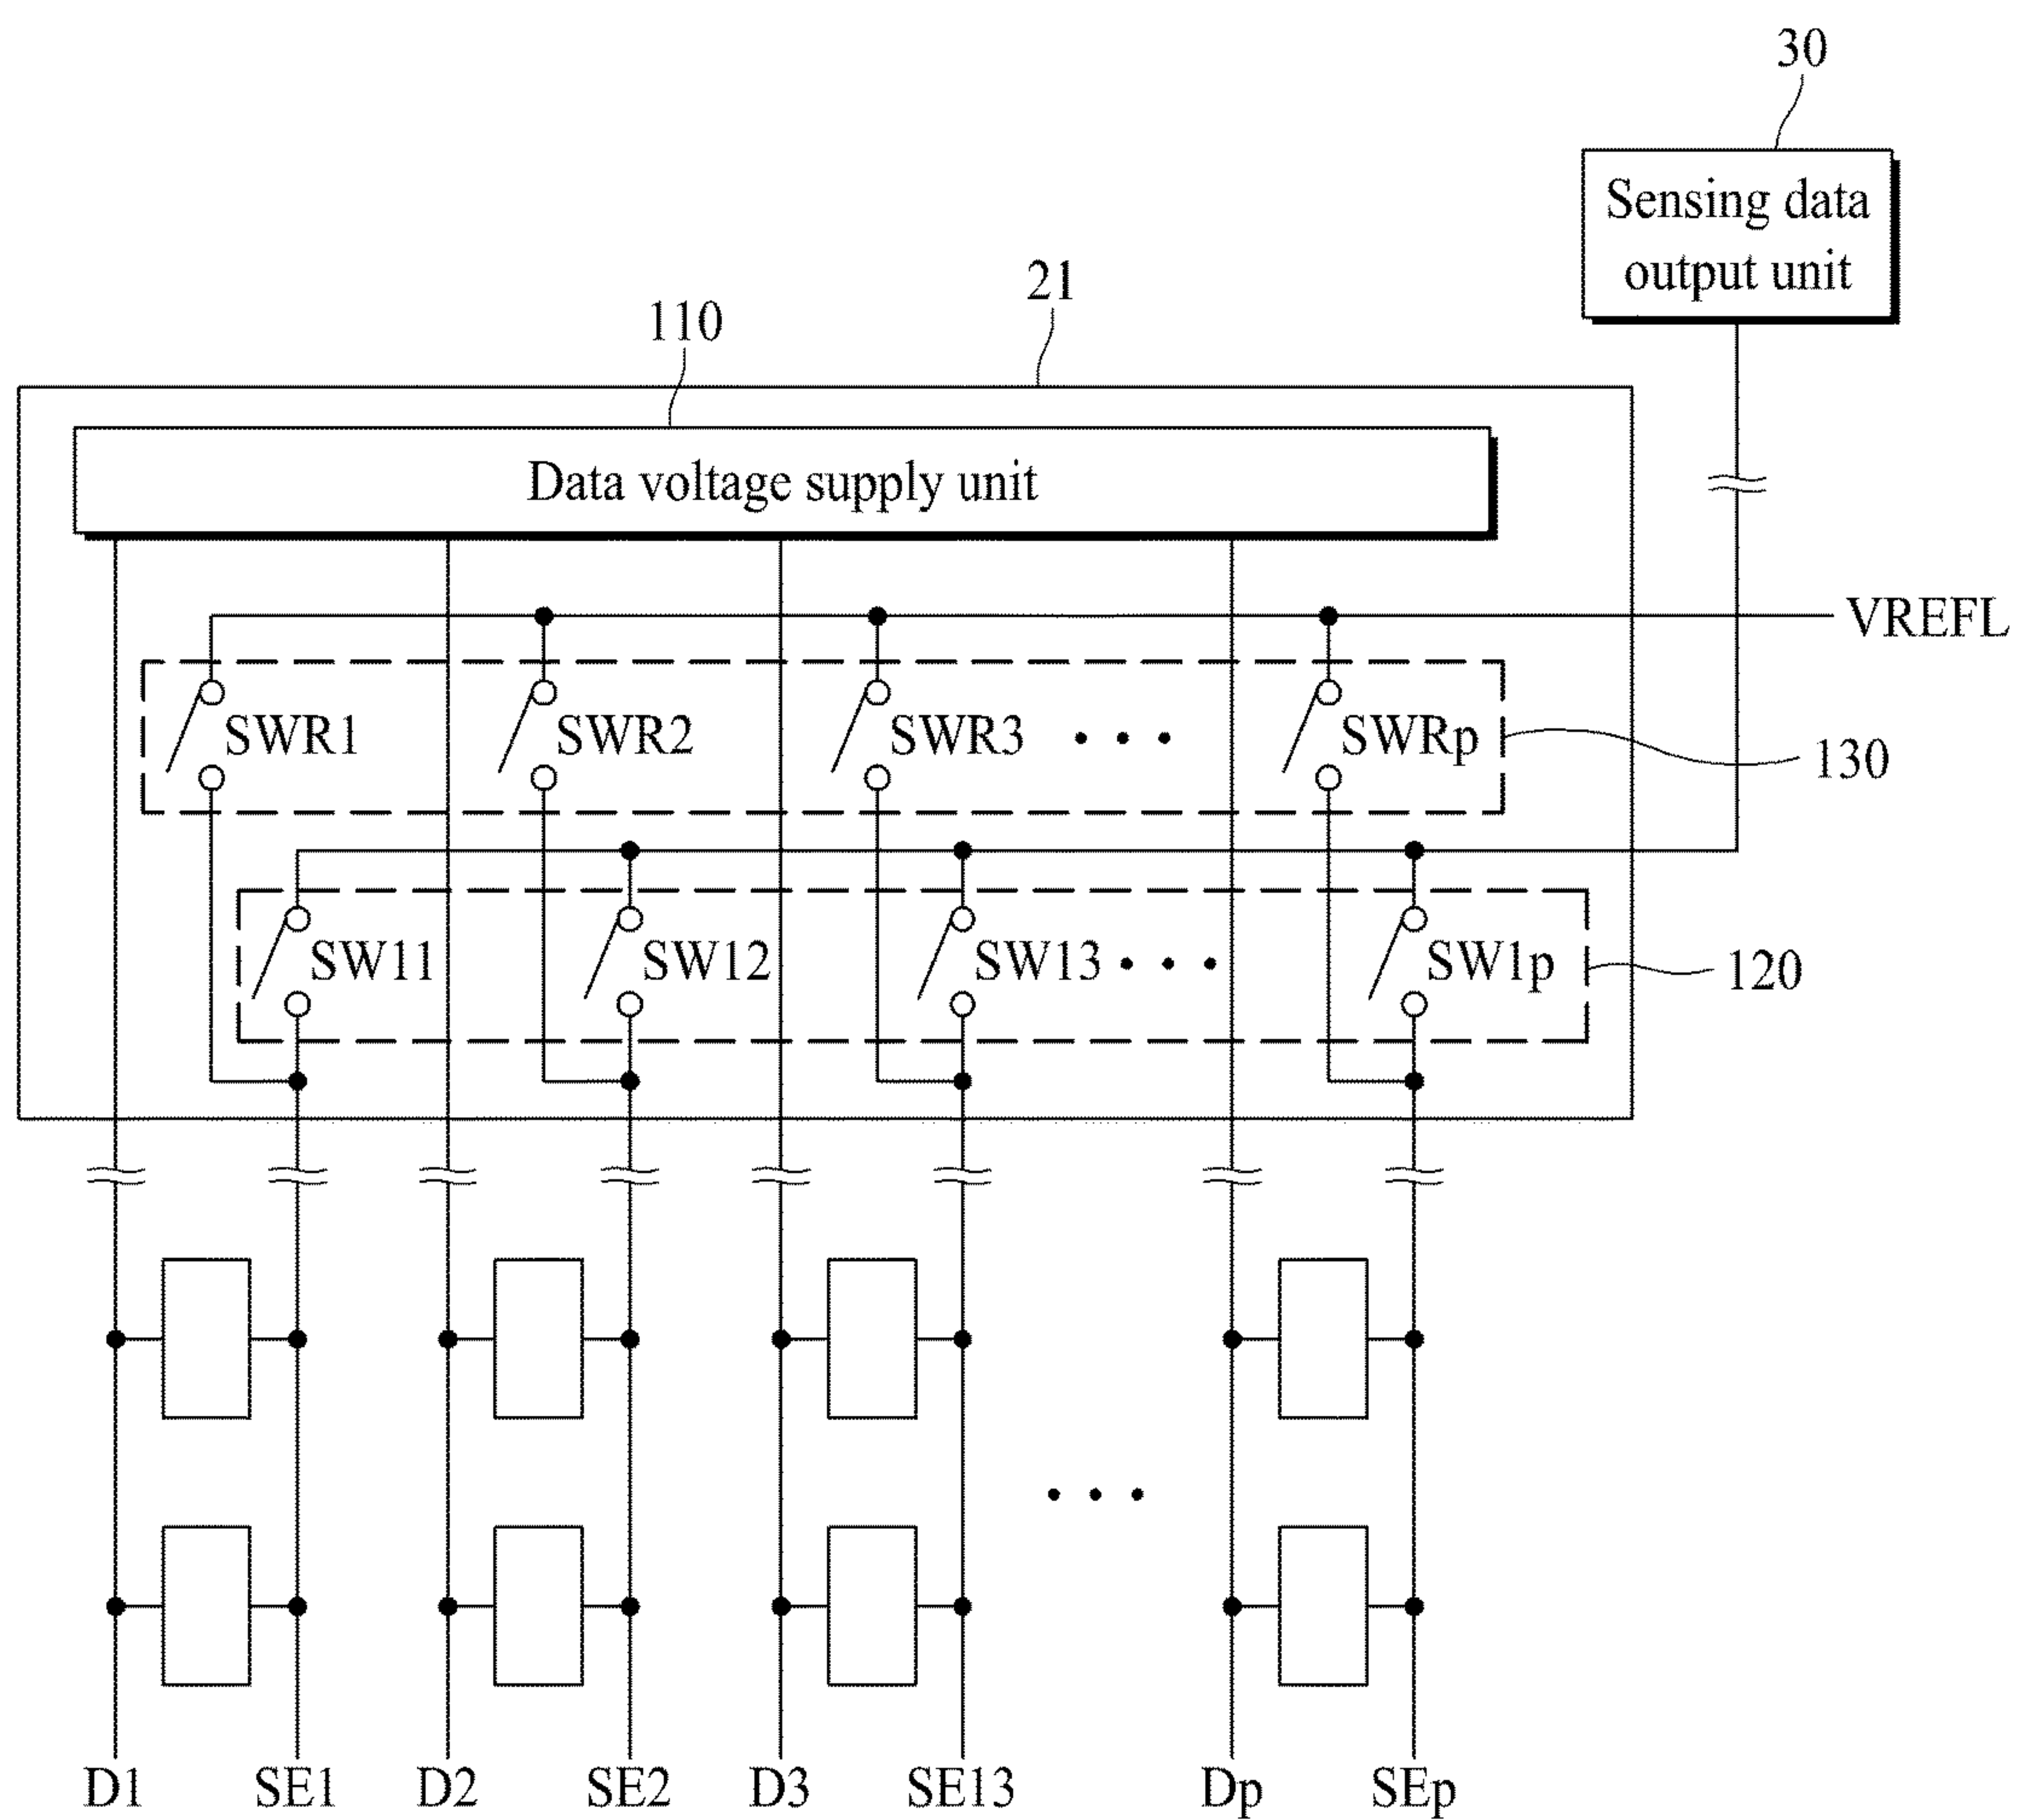 30
Sensing data
output unit
21
110
Data voltage supply unit
VREFL
SWR1 SWR2 SWR3 • • • SWRp
130
SW11 SW12 SW13 • • • SW1p
120
• • •
D1 SE1 D2 SE2 D3 SE13 Dp SEp